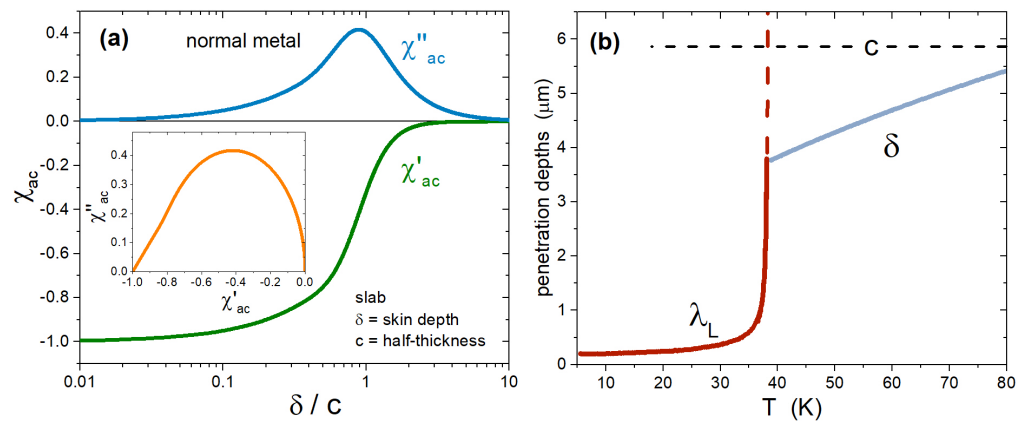 (a)
normal metal
χ''ac
χ'ac
χac
0.4
0.2
0.0
-0.2
-0.4
-0.6
-0.8
-1.0
0.01
0.1
1
10
δ / c
χ''ac
0.4
0.3
0.2
0.1
0.0
-1.0 -0.8 -0.6 -0.4 -0.2 0.0
χ'ac
slab
δ = skin depth
c = half-thickness
(b)
c
δ
λL
penetration depths (μm)
6
5
4
3
2
1
0
10 20 30 40 50 60 70 80
T (K)